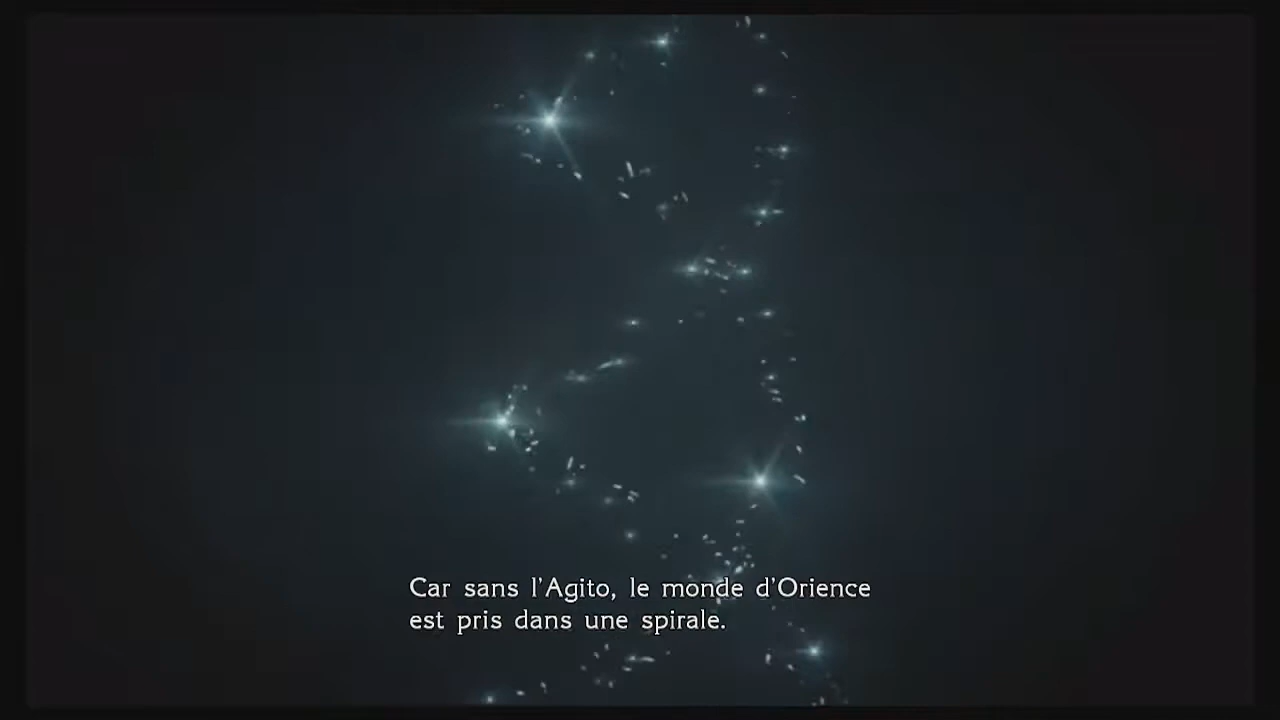 Car sans l'Agito, le monde d'Orience
est pris dans une spirale.